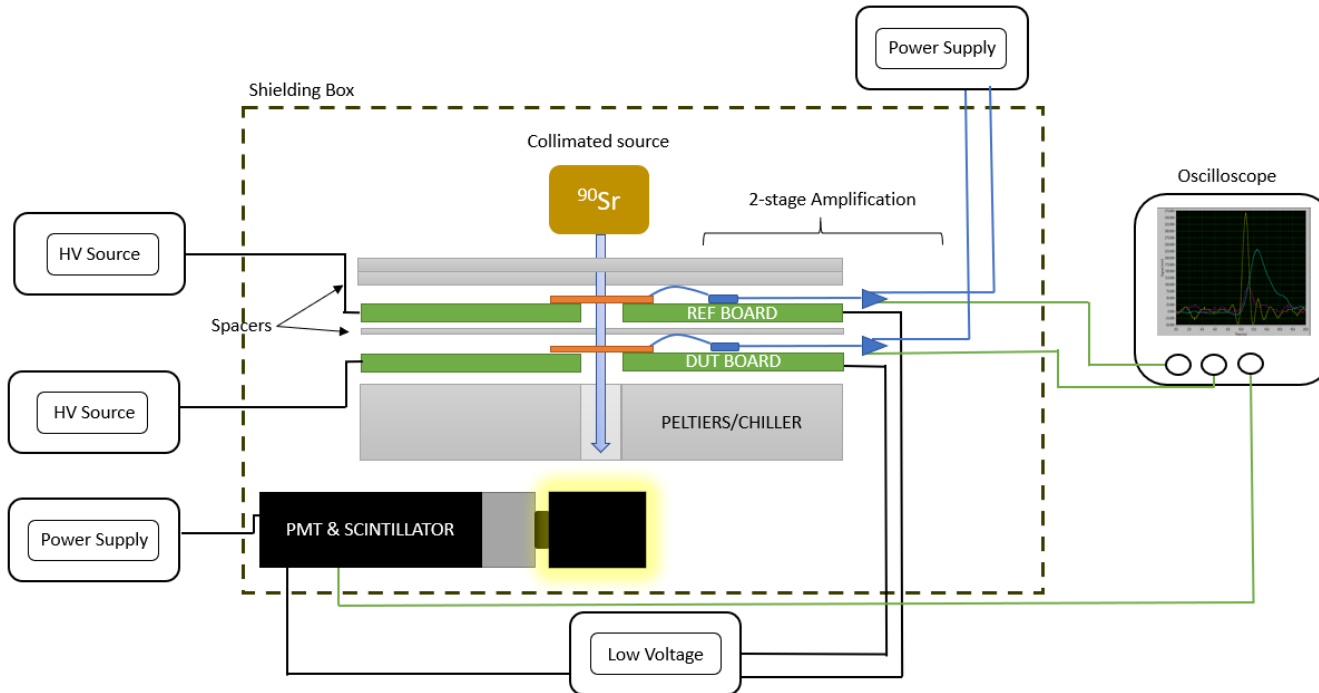 Power Supply
Shielding Box
Collimated source
⁹⁰Sr
2-stage Amplification
Oscilloscope
HV Source
REF BOARD
Spacers
DUT BOARD
HV Source
PELTIERS/CHILLER
Power Supply
PMT & SCINTILLATOR
Low Voltage